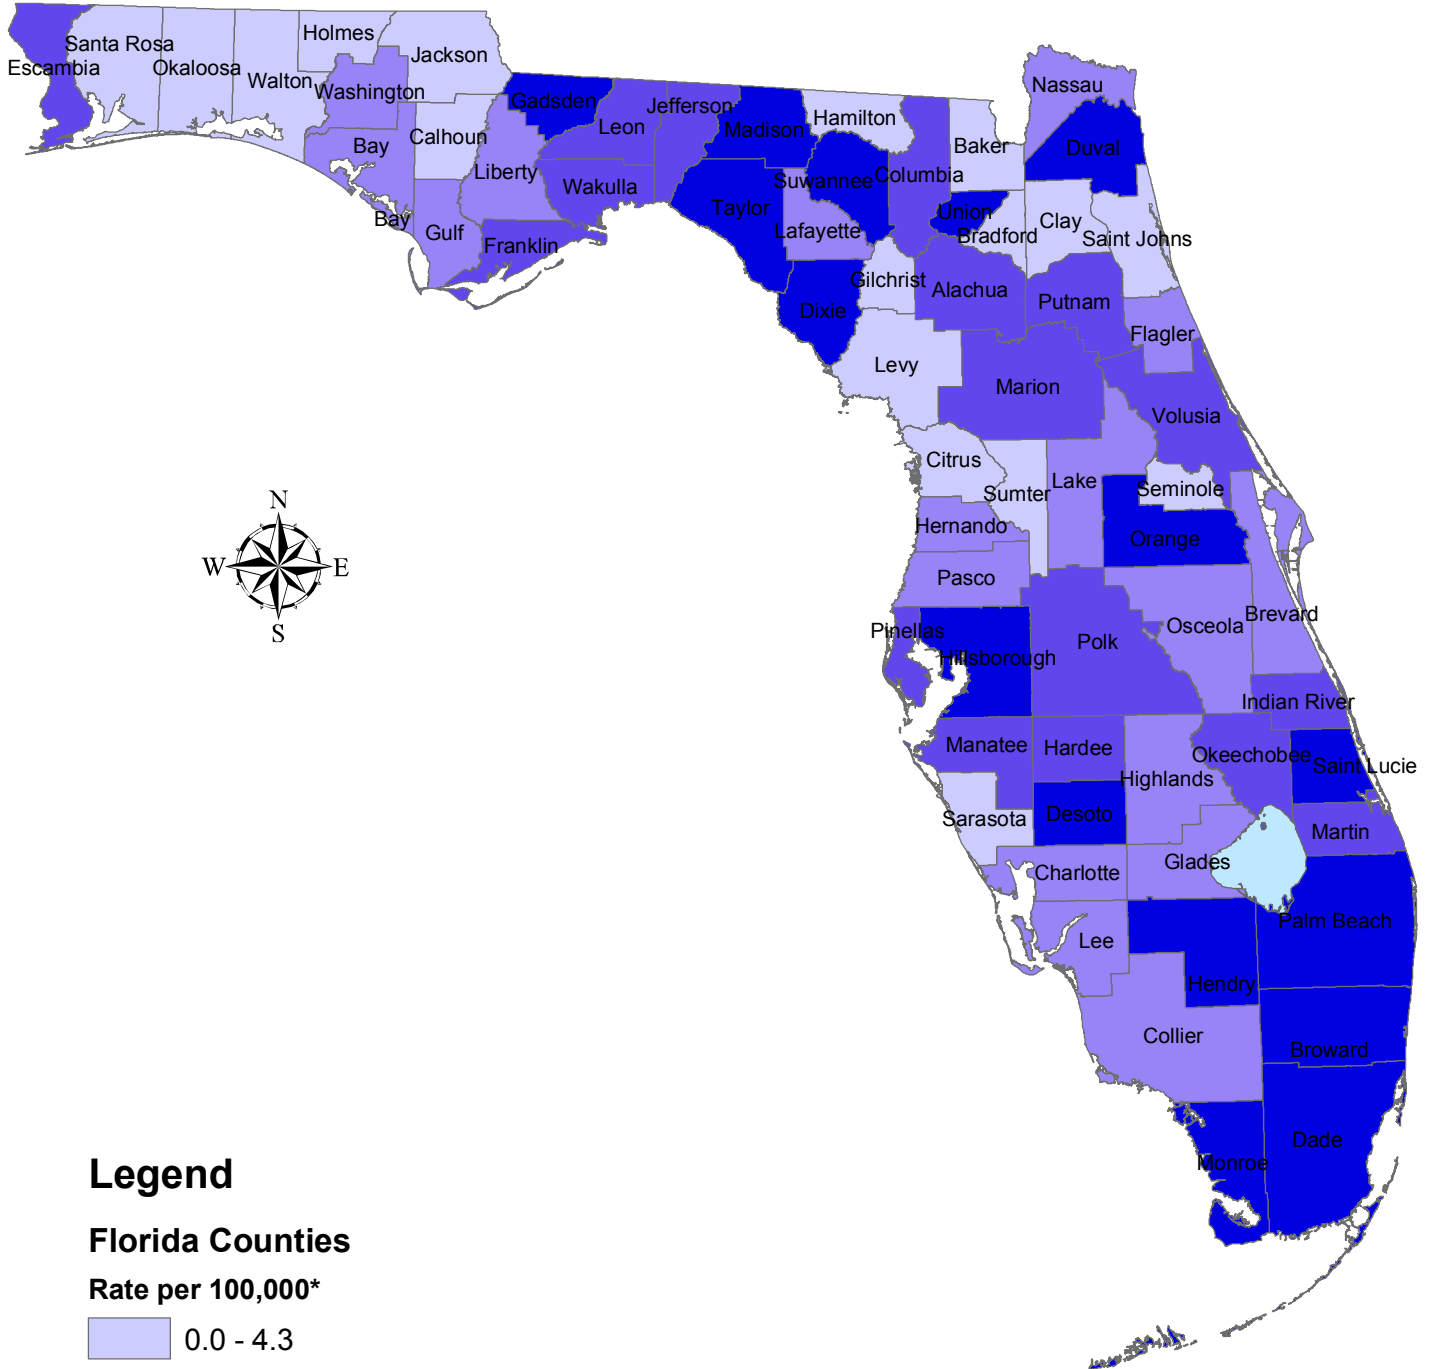 Holmes
Santa Rosa
Jackson
Escambia
Okaloosa
Walton
Washington
Nassau
Gadsden
Jefferson
Leon
Madison
Hamilton
Calhoun
Bay
Baker
Duval
Liberty
Wakulla
Suwannee
Columbia
Taylor
Union
Bay
Gulf
Lafayette
Bradford
Clay
Saint Johns
Franklin
Gilchrist
Alachua
Putnam
Dixie
Flagler
Levy
Marion
Volusia
Citrus
Sumter
Lake
Seminole
Hernando
Orange
N
W
E
S
Pasco
Brevard
Osceola
Pinellas
Hillsborough
Polk
Indian River
Manatee
Hardee
Okeechobee
Saint Lucie
Highlands
Sarasota
Desoto
Martin
Glades
Charlotte
Palm Beach
Lee
Hendry
Collier
Broward
Dade
Monroe
Legend
Florida Counties
Rate per 100,000*
0.0 - 4.3